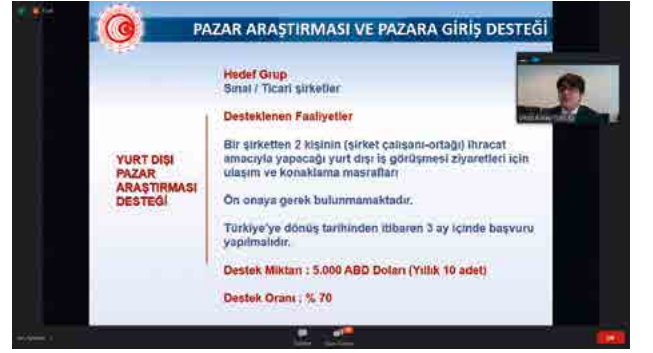 PAZAR ARAŞTIRMASI VE PAZARA GİRİŞ DESTEĞİ
YURT DIŞI
PAZAR
ARAŞTIRMASI
DESTEĞİ
Hedef Grup
Sınai / Ticari şirketler
Desteklenen Faaliyetler
Bir şirketten 2 kişinin (şirket çalışanı-ortağı) ihracat
amacıyla yapacağı yurt dışı iş görüşmesi ziyaretleri için
ulaşım ve konaklama masrafları
Ön onaya gerek bulunmamaktadır.
Türkiye'ye dönüş tarihinden itibaren 3 ay içinde başvuru
yapılmalıdır.
Destek Miktarı : 5.000 ABD Doları (Yıllık 10 adet)
Destek Oranı : % 70